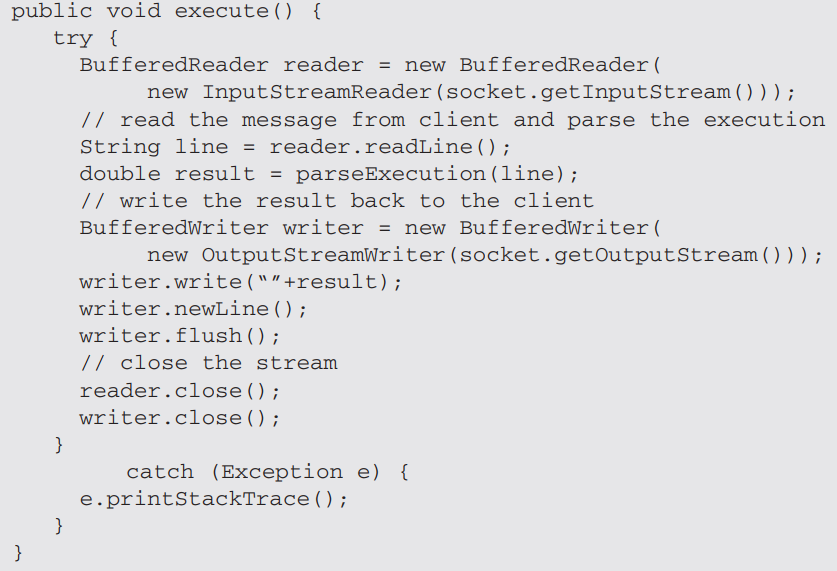 public void execute() {
   try {
     BufferedReader reader = new BufferedReader(
          new InputStreamReader(socket.getInputStream()));
     // read the message from client and parse the execution
     String line = reader.readLine();
     double result = parseExecution(line);
     // write the result back to the client
     BufferedWriter writer = new BufferedWriter(
          new OutputStreamWriter(socket.getOutputStream()));
     writer.write(“”+result);
     writer.newLine();
     writer.flush();
     // close the stream
     reader.close();
     writer.close();
   }
        catch (Exception e) {
     e.printStackTrace();
   }
}